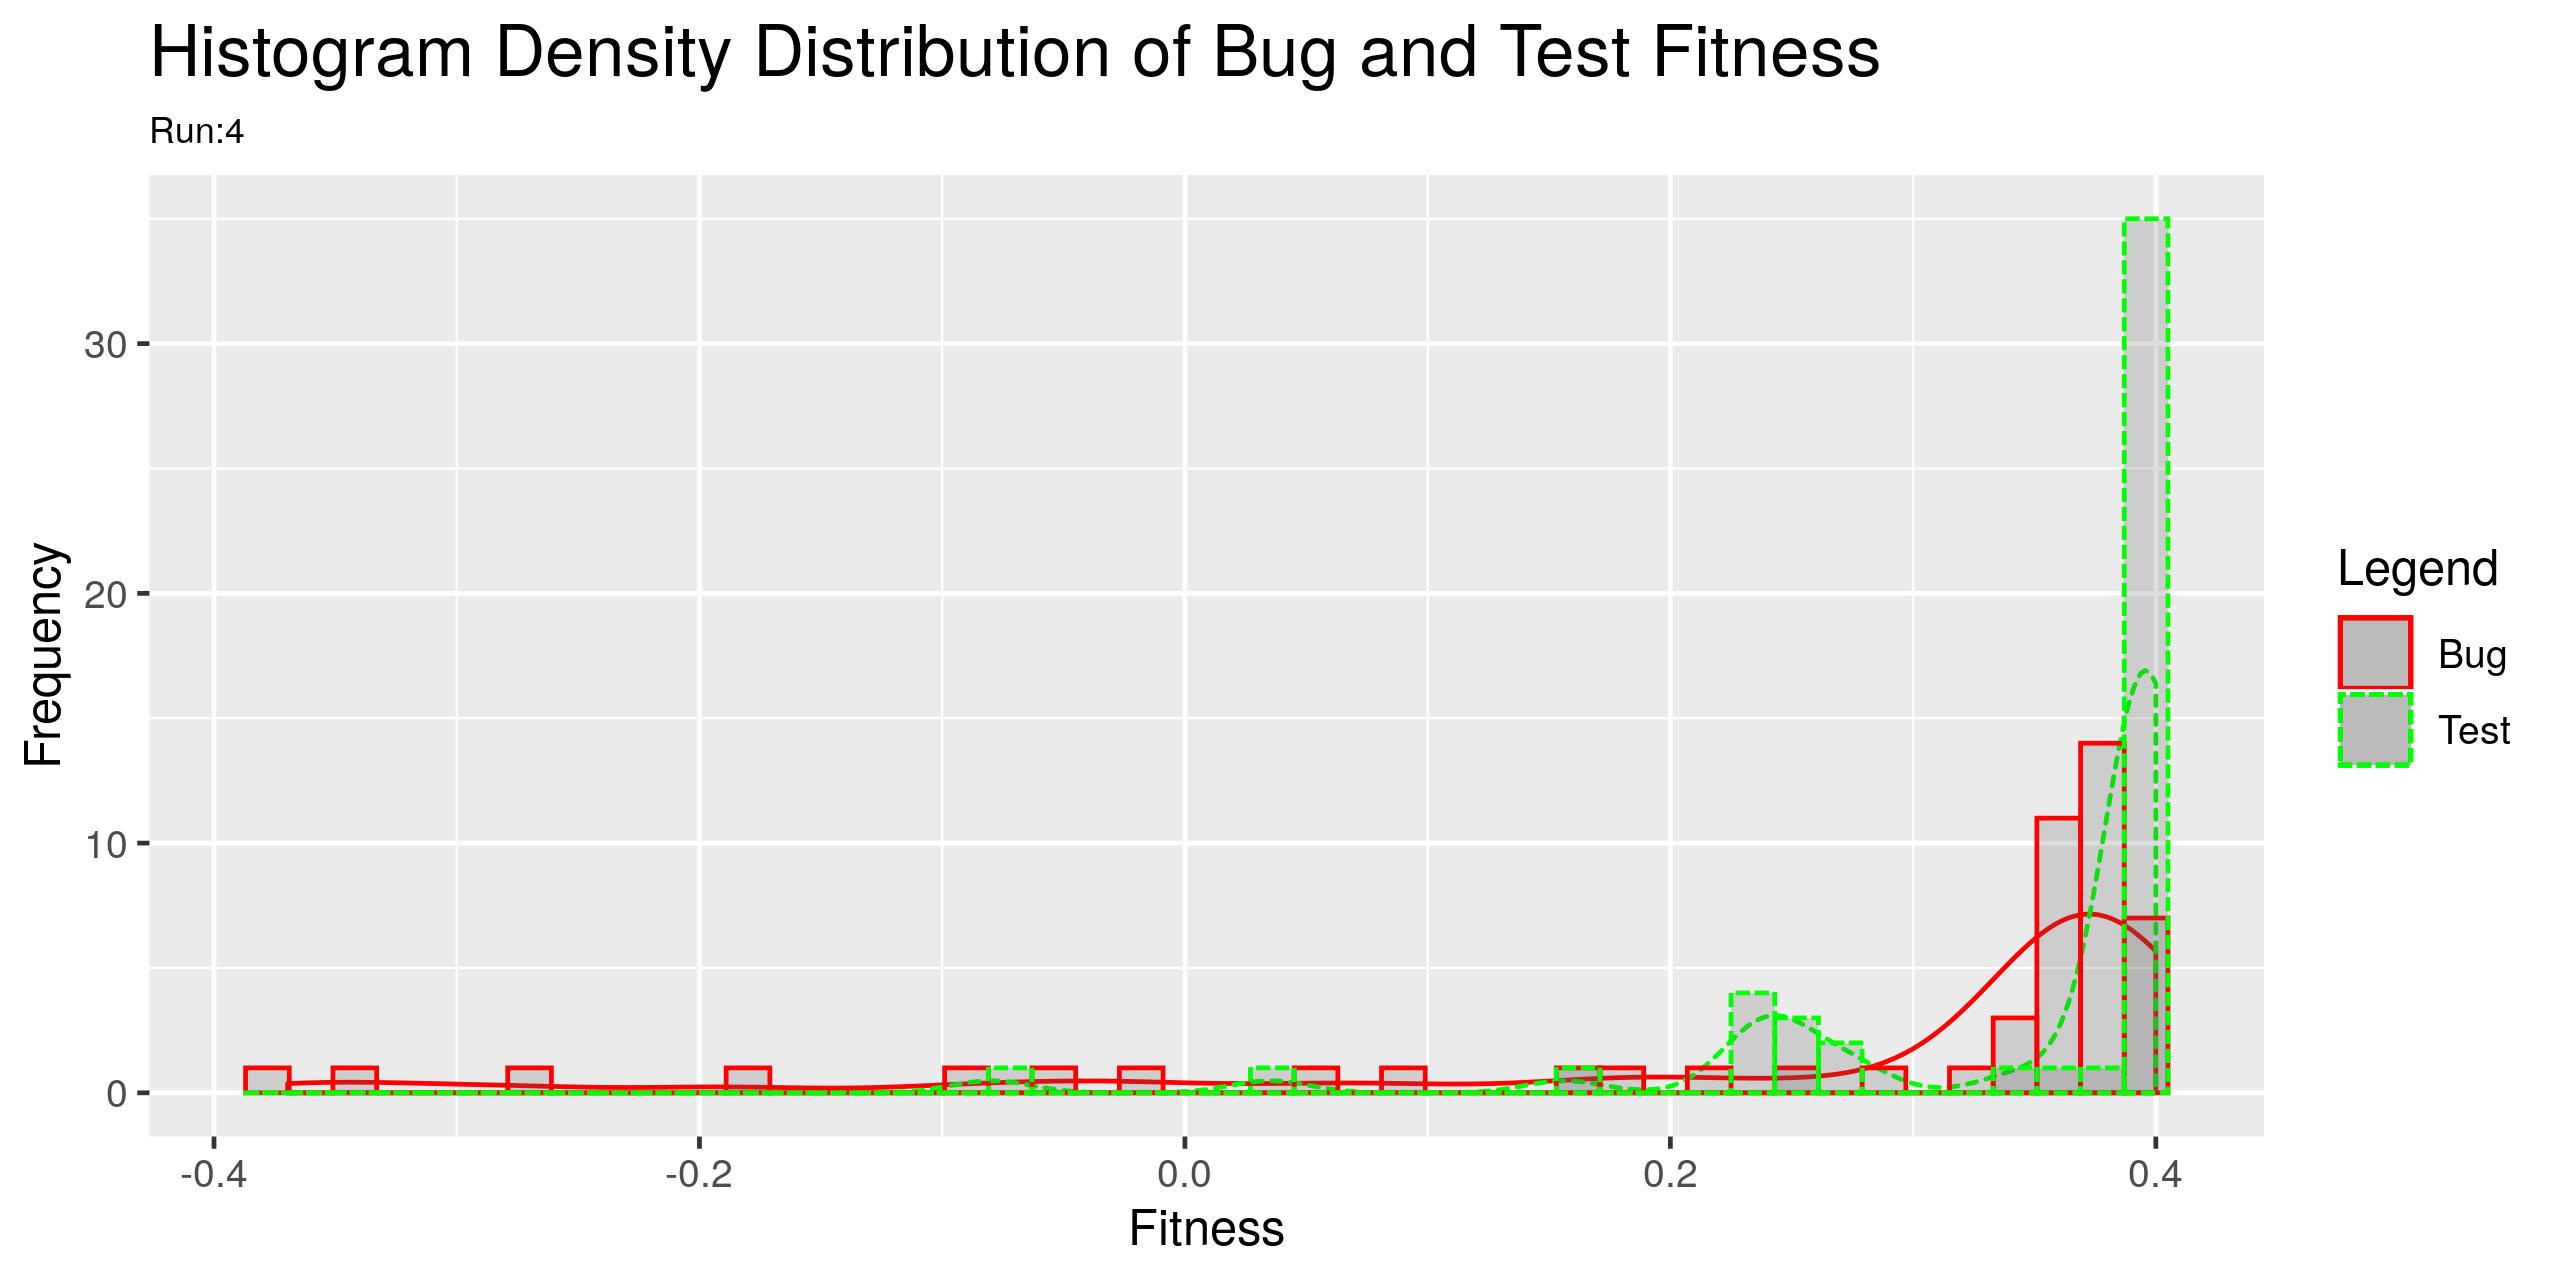 Histogram Density Distribution of Bug and Test Fitness
Run:4
Frequency
30
20
10
0
-0.4
-0.2
0.0
0.2
0.4
Fitness
Legend
Bug
Test